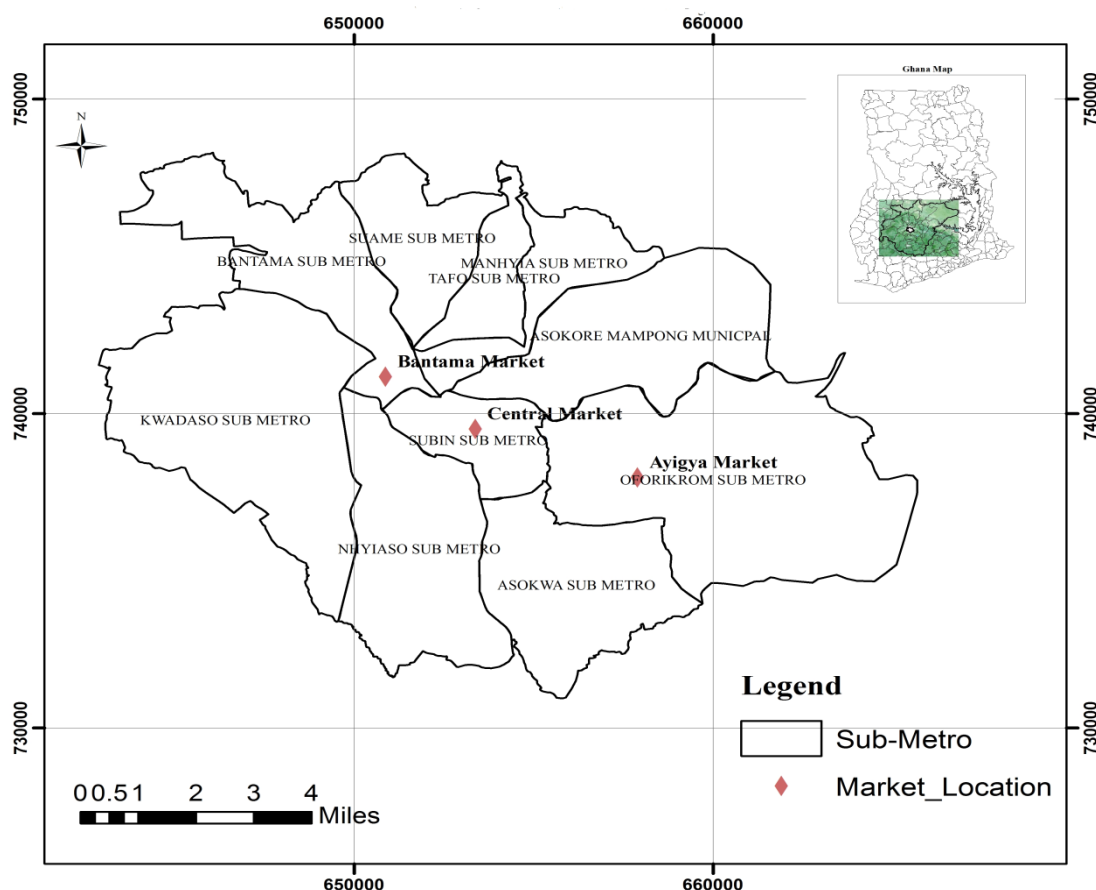 650000
660000
750000
750000
Ghana Map
N
SUAME SUB METRO
BANTAMA SUB METRO
MANHYIA SUB METRO
TAFO SUB METRO
ASOKORE MAMPONG MUNICPAL
Bantama Market
740000
740000
KWADASO SUB METRO
Central Market
SUBIN SUB METRO
Ayigya Market
OFORIKROM SUB METRO
NHYIASO SUB METRO
ASOKWA SUB METRO
Legend
730000
730000
Sub-Metro
Market_Location
0 0.5 1 2 3 4
Miles
650000
660000